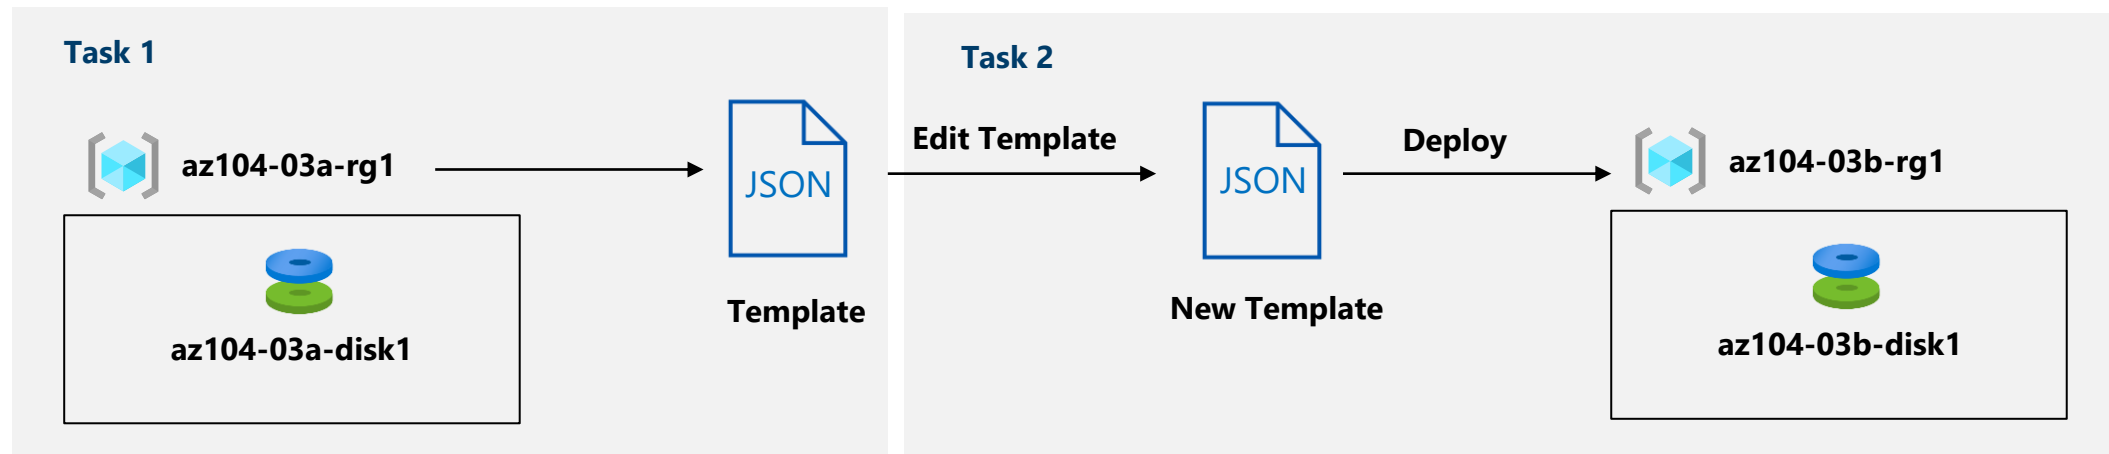 Task 1
az104-03a-rg1
az104-03a-disk1
JSON
Template
Task 2
Edit Template
JSON
New Template
Deploy
az104-03b-rg1
az104-03b-disk1